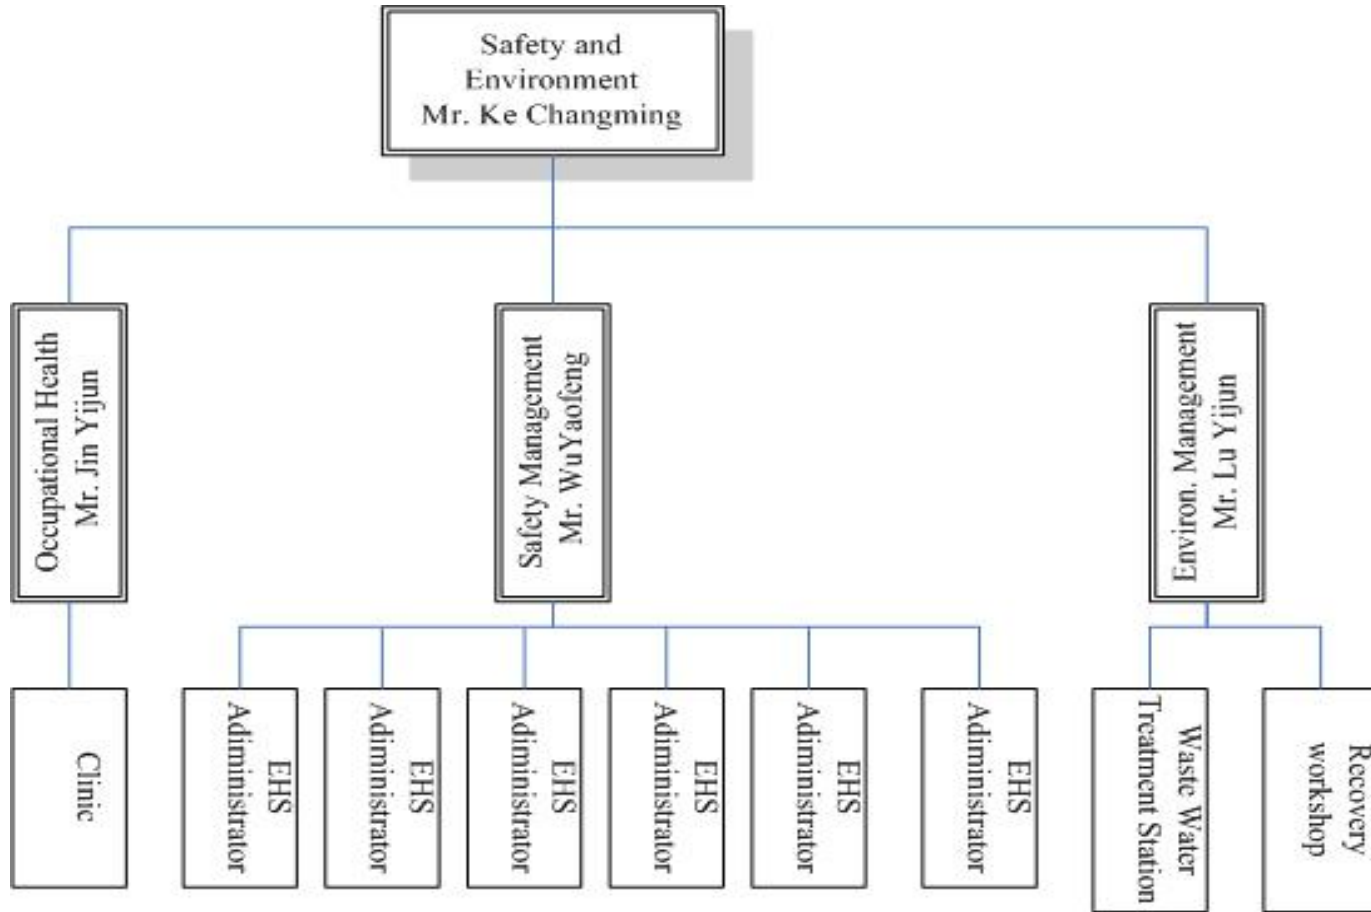 Safety and
Environment
Mr. Ke Changming
Occupational Health
Mr. Jin Yijun
Safety Management
Mr. WuYaofeng
Environ. Management
Mr. Lu Yijun
Clinic
EHS
Adiministrator
EHS
Adiministrator
EHS
Adiministrator
EHS
Adiministrator
EHS
Adiministrator
EHS
Adiministrator
Waste Water
Treatment Station
Recovery
workshop